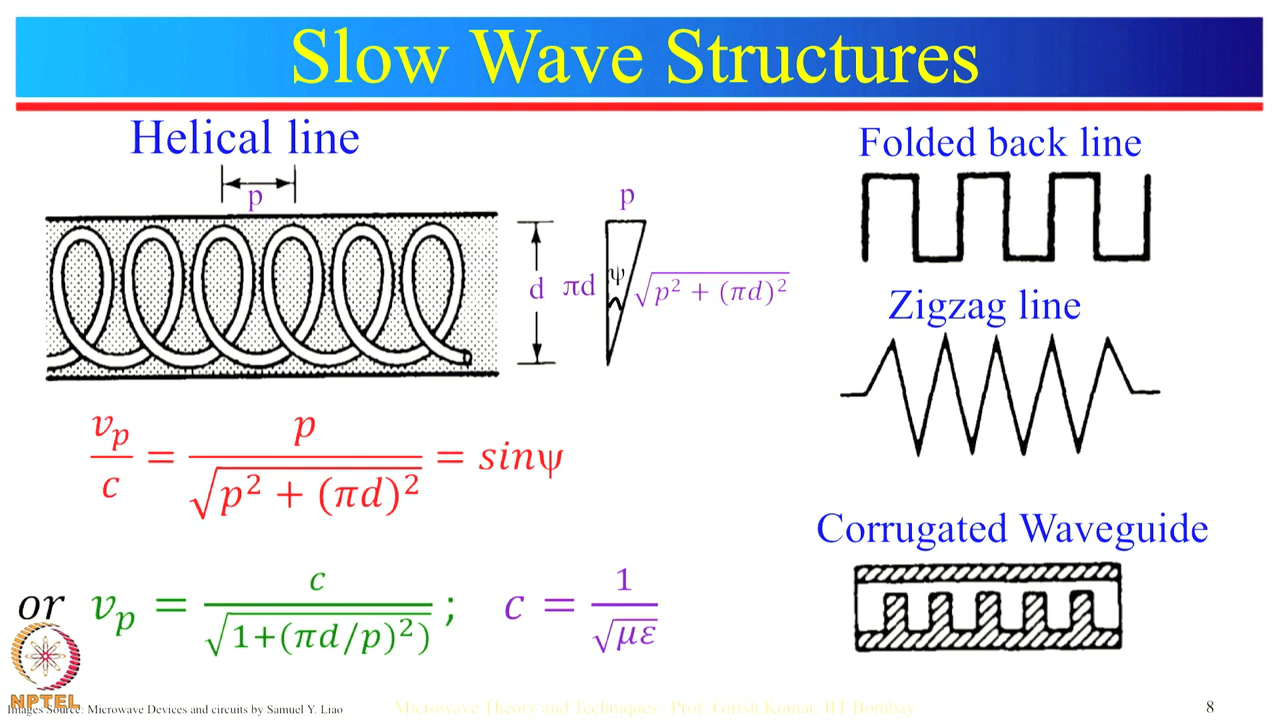 Slow Wave Structures
Helical line
p
d
p
πd
ψ
√p² + (πd)²
v_p/c = p/√(p² + (πd)²) = sinψ
or v_p = c/√(1+(πd/p)²)) ; c = 1/√(με)
Folded back line
Zigzag line
Corrugated Waveguide
NPTEL
Images Source: Microwave Devices and circuits by Samuel Y. Liao
Microwave Theory and Techniques - Prof. Girish Kumar, IIT Bombay
8